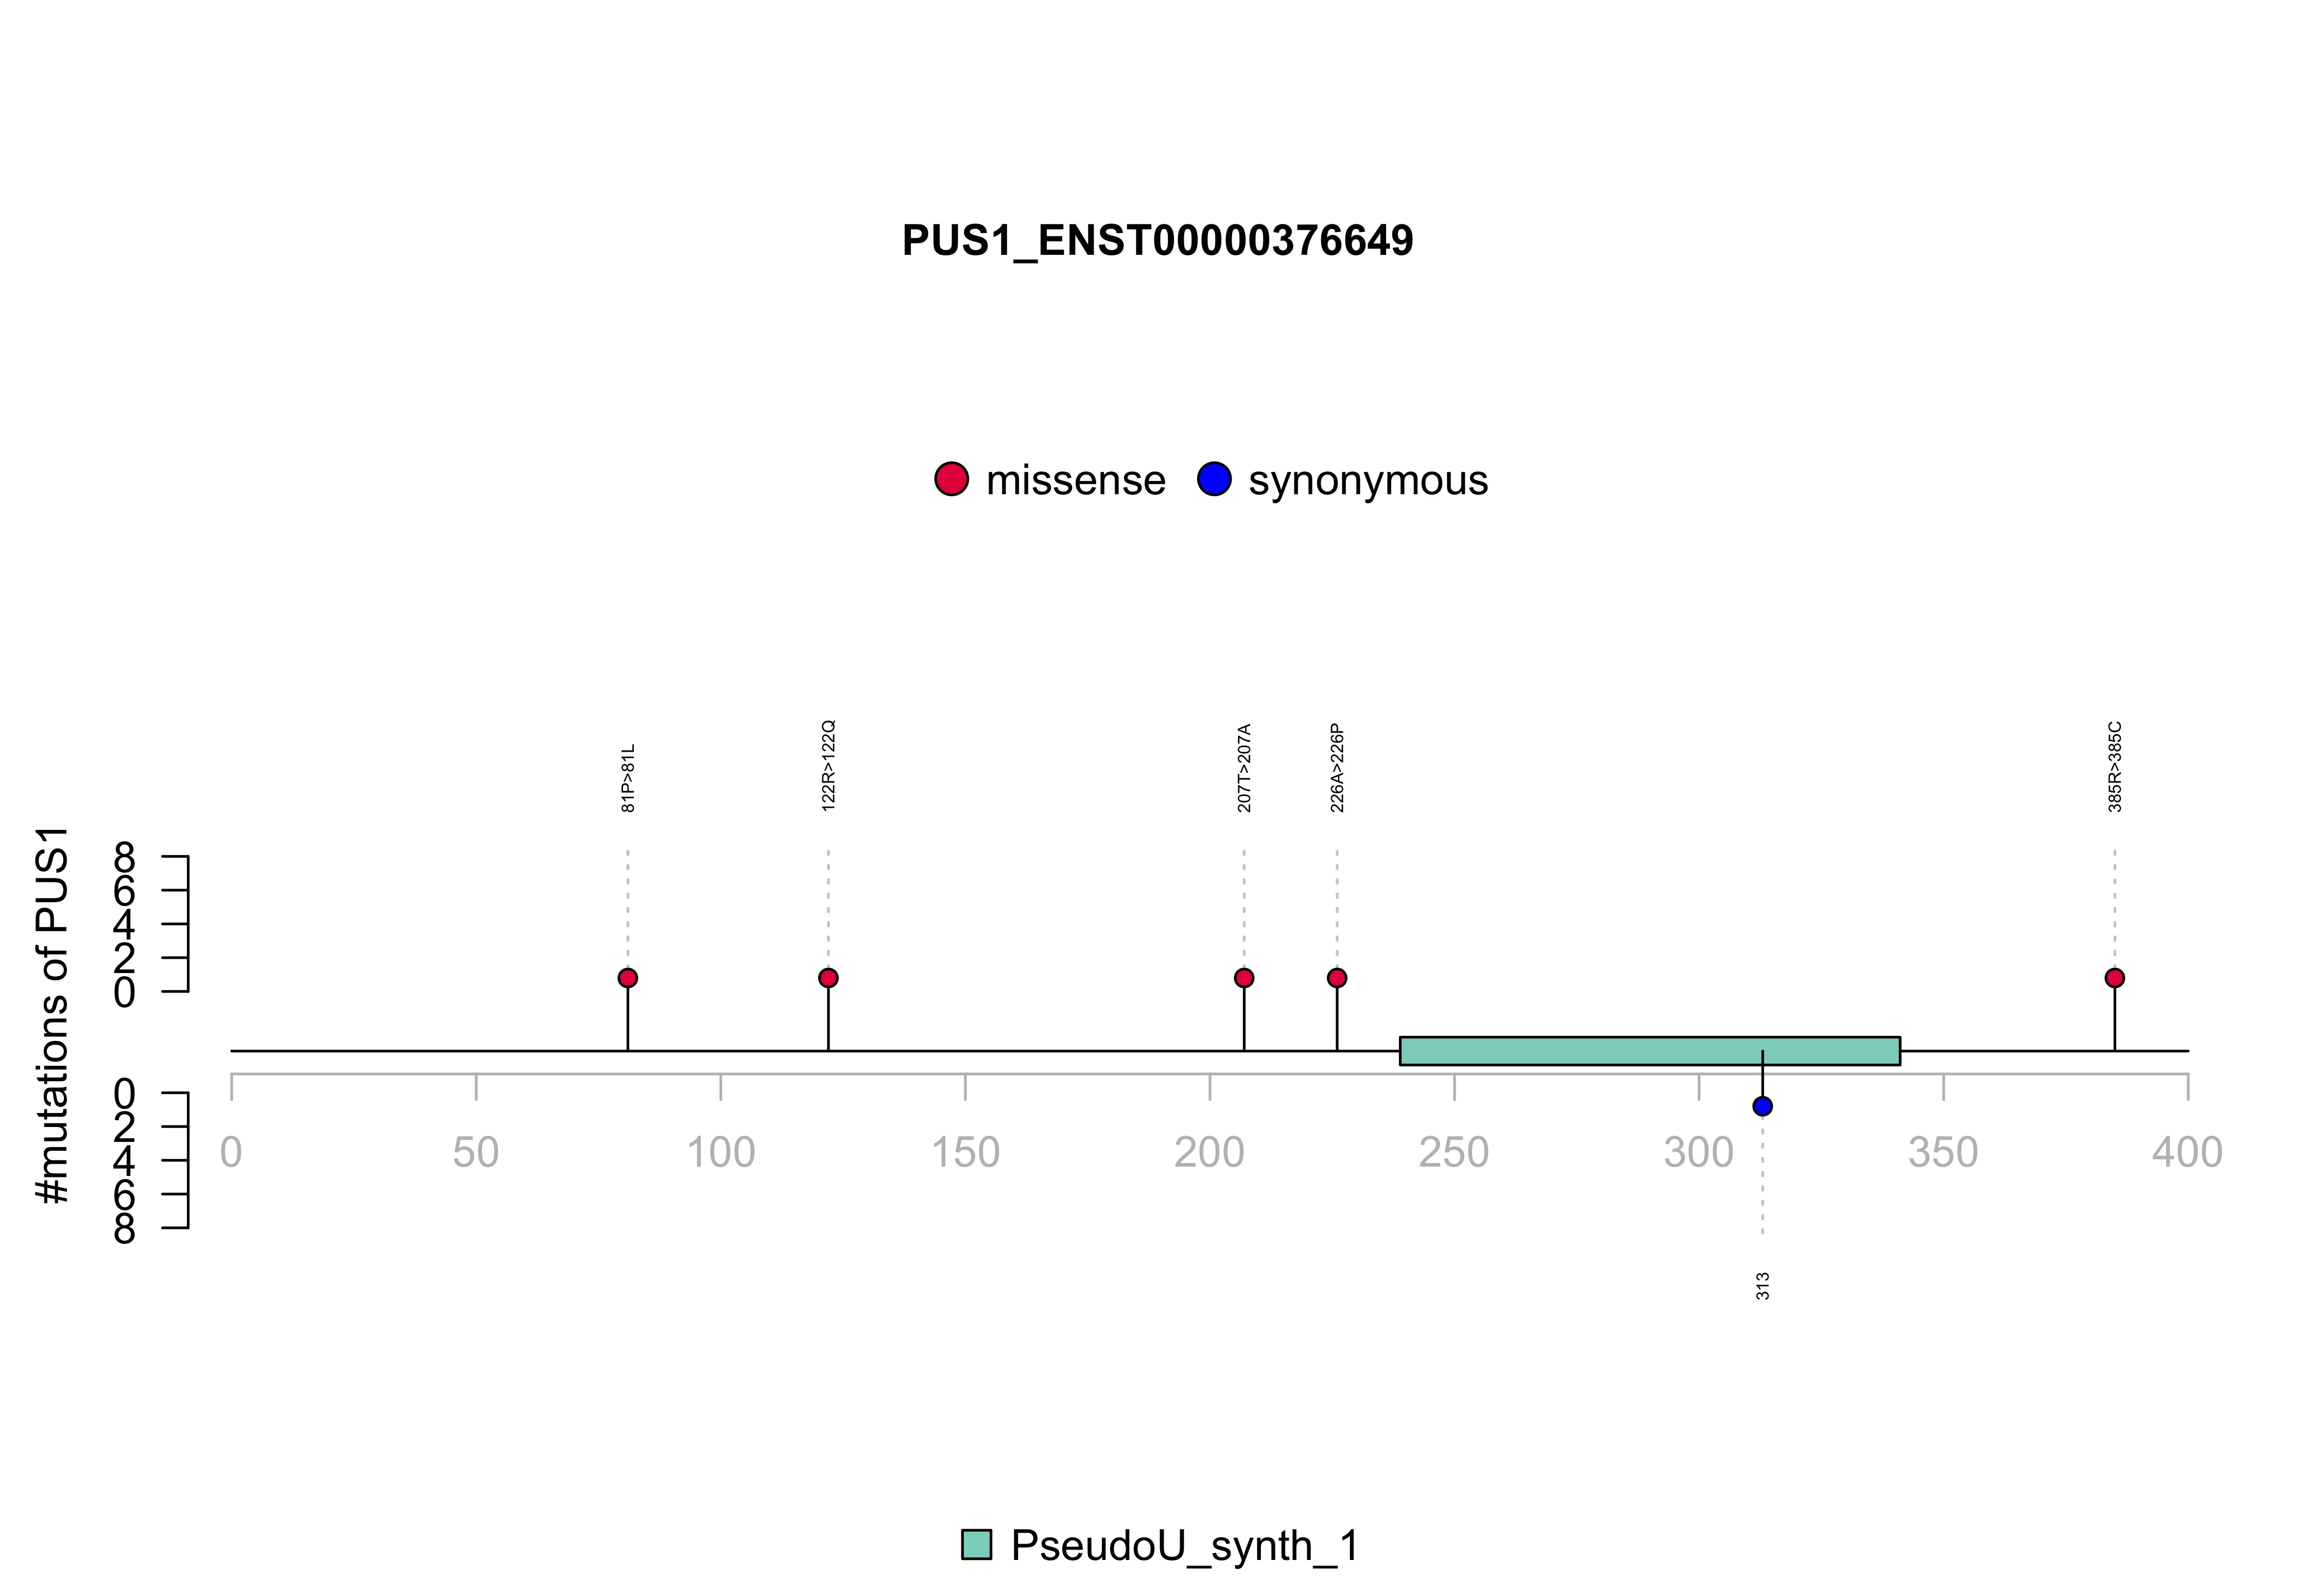 PUS1_ENST00000376649
missense synonymous
81P>81L
122R>122Q
207T>207A
226A>226P
385R>385C
#mutations of PUS1
8
6
4
2
0
0
2
4
6
8
0 50 100 150 200 250 300 350 400
313
PseudoU_synth_1